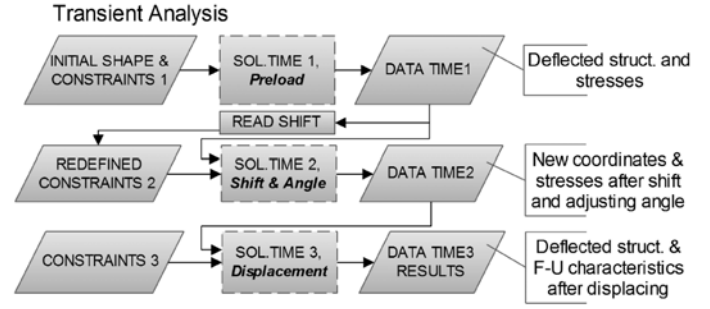 Transient Analysis
INITIAL SHAPE &
CONSTRAINTS 1
SOL.TIME 1,
Preload
DATA TIME1
Deflected struct. and
stresses
READ SHIFT
REDEFINED
CONSTRAINTS 2
SOL.TIME 2,
Shift & Angle
DATA TIME2
New coordinates &
stresses after shift
and adjusting angle
CONSTRAINTS 3
SOL.TIME 3,
Displacement
DATA TIME3
RESULTS
Deflected struct. &
F-U characteristics
after displacing